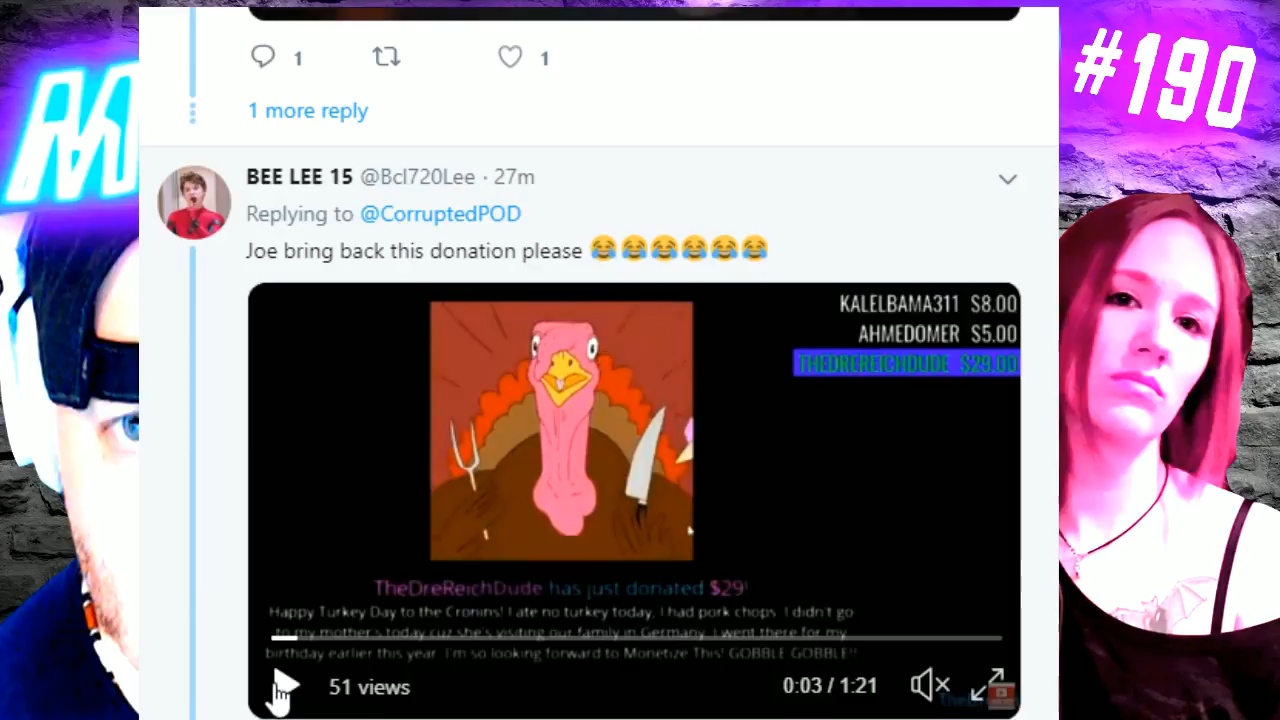 M
#190
1
1
1 more reply
BEE LEE 15 @Bcl720Lee · 27m
Replying to @CorruptedPOD
Joe bring back this donation please 😂😂😂😂😂😂
KALELBAMA311 $8.00
AHMEDOMER $5.00
THEDREREICHDUDE $29.00
TheDreReichDude has just donated $29!
Happy Turkey Day to the Cronins! I ate no turkey today, I had pork chops. I didn't go
to my mother's today cuz she's visiting our family in Germany. I went there for my
birthday earlier this year. I'm so looking forward to Monetize This! GOBBLE GOBBLE!!
51 views
0:03 / 1:21